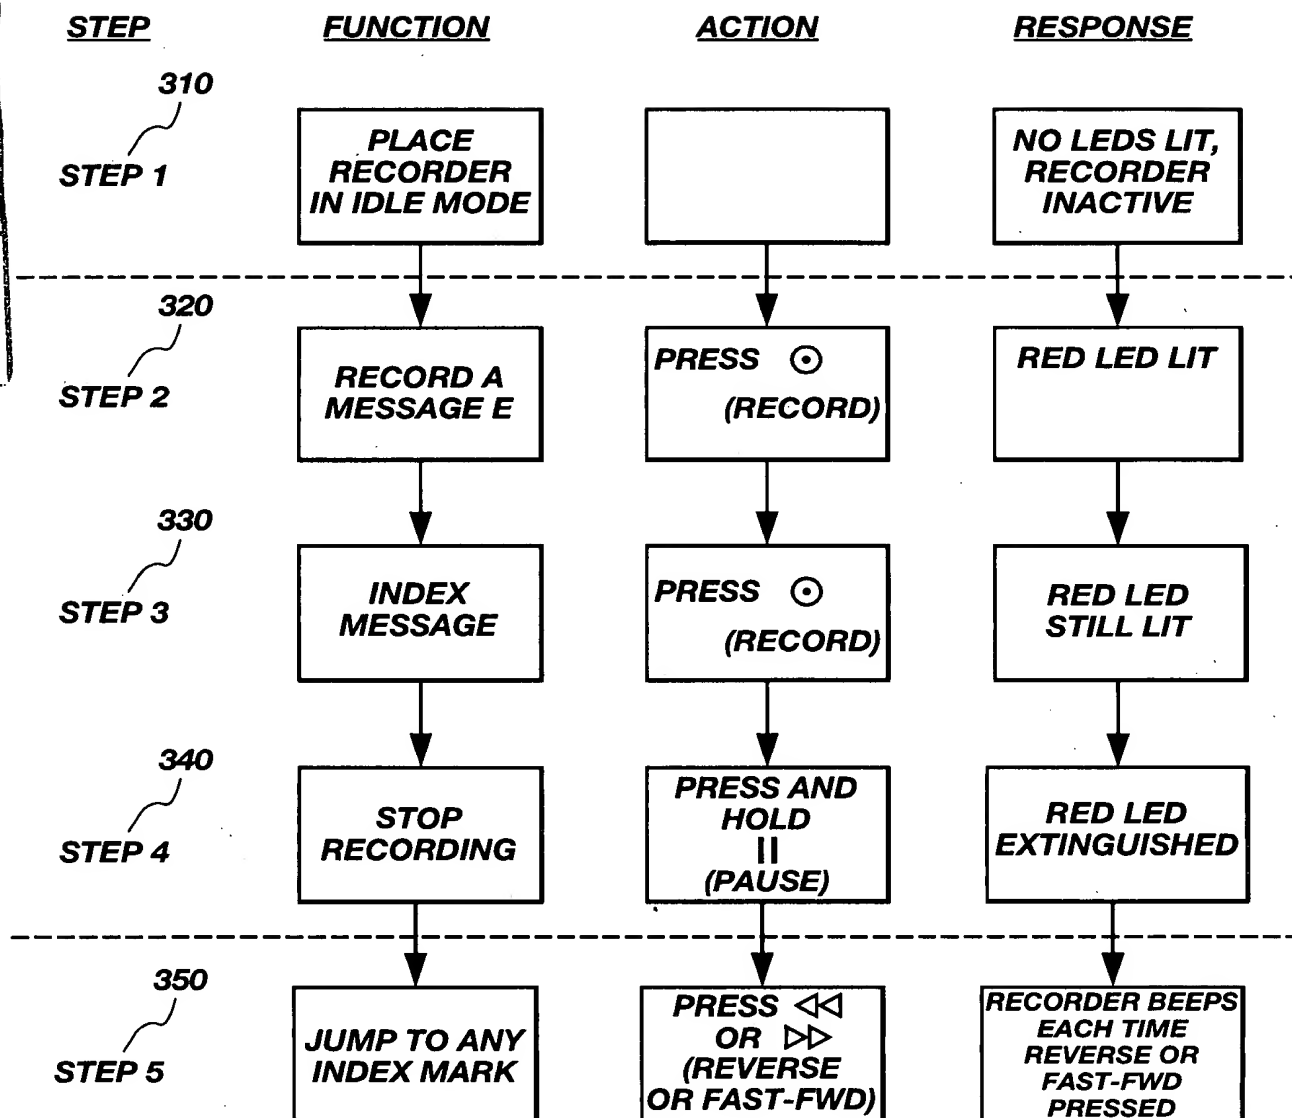 STEP FUNCTION ACTION RESPONSE
310
STEP 1
PLACE
RECORDER
IN IDLE MODE
NO LEDS LIT,
RECORDER
INACTIVE
320
STEP 2
RECORD A
MESSAGE E
PRESS
(RECORD)
RED LED LIT
330
STEP 3
INDEX
MESSAGE
PRESS
(RECORD)
RED LED
STILL LIT
340
STEP 4
STOP
RECORDING
PRESS AND
HOLD
(PAUSE)
RED LED
EXTINGUISHED
350
STEP 5
JUMP TO ANY
INDEX MARK
PRESS
OR
(REVERSE
OR FAST-FWD)
RECORDER BEEPS
EACH TIME
REVERSE OR
FAST-FWD
PRESSED